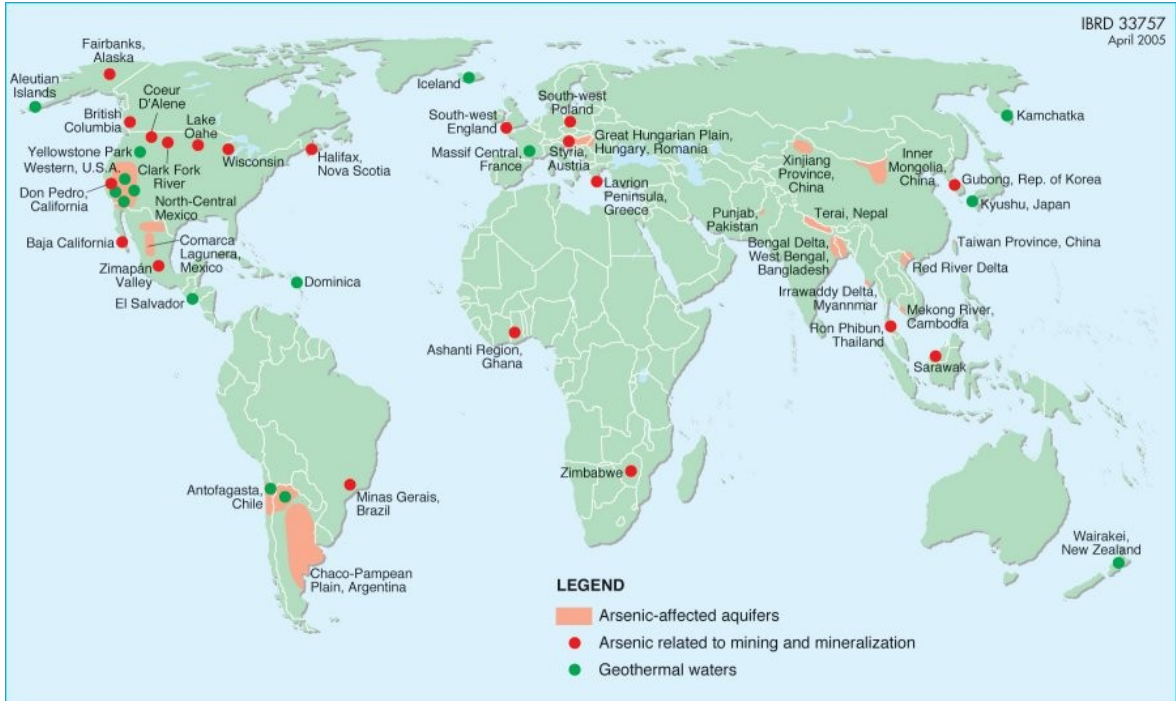 IBRD 33757
April 2005
Fairbanks,
Alaska
Aleutian
Islands
Coeur
D'Alene
British
Columbia
Lake
Oahe
Yellowstone Park
Wisconsin
Halifax,
Nova Scotia
Western, U.S.A.
Clark Fork
River
Don Pedro,
California
North-Central
Mexico
Baja California
Comarca
Lagunera,
Mexico
Zimapán
Valley
El Salvador
Dominica
Antofagasta,
Chile
Minas Gerais,
Brazil
Chaco-Pampean
Plain, Argentina
Iceland
South-west
England
South-west
Poland
Massif Central,
France
Styria,
Austria
Great Hungarian Plain,
Hungary, Romania
Lavrion
Peninsula,
Greece
Ashanti Region,
Ghana
Zimbabwe
Kamchatka
Xinjiang
Province,
China
Inner
Mongolia,
China
Gubong, Rep. of Korea
Kyushu, Japan
Punjab,
Pakistan
Terai, Nepal
Bengal Delta,
West Bengal,
Bangladesh
Taiwan Province, China
Red River Delta
Irrawaddy Delta,
Myannmar
Mekong River,
Cambodia
Ron Phibun,
Thailand
Sarawak
Wairakei,
New Zealand
LEGEND
Arsenic-affected aquifers
Arsenic related to mining and mineralization
Geothermal waters